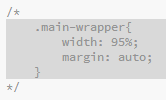 /*
    .main-wrapper{
        width: 95%;
        margin: auto;
    }
*/